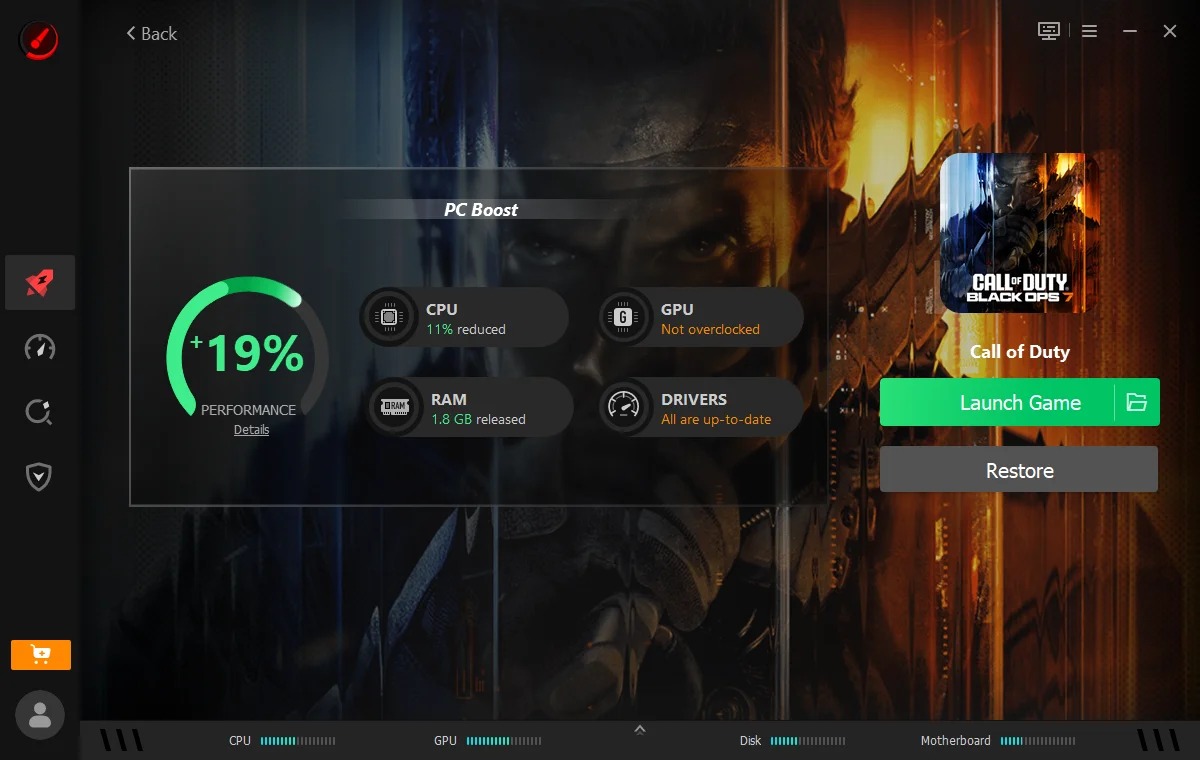 Back
PC Boost
+19%
PERFORMANCE
Details
CPU
11% reduced
GPU
Not overclocked
RAM
1.8 GB released
DRIVERS
All are up-to-date
CALL OF DUTY
BLACK OPS 7
Call of Duty
Launch Game
Restore
CPU
GPU
Disk
Motherboard